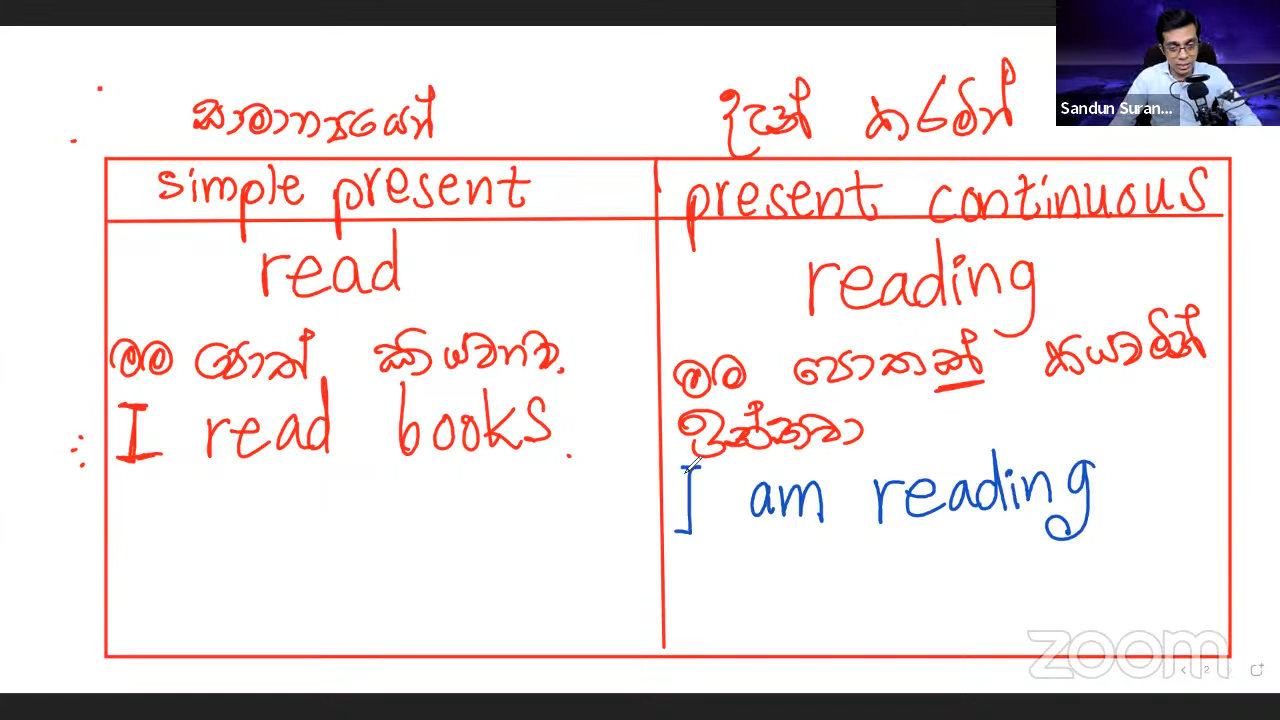 සාමාන්‍යයෙන්
දැන් කරමින්
Sandun Suran...
simple present
present continuous
read
reading
මම පොත් කියවනව.
I read books.
මම පොතක් කියවමින්
ඉන්නවා
I am reading
zoom
2